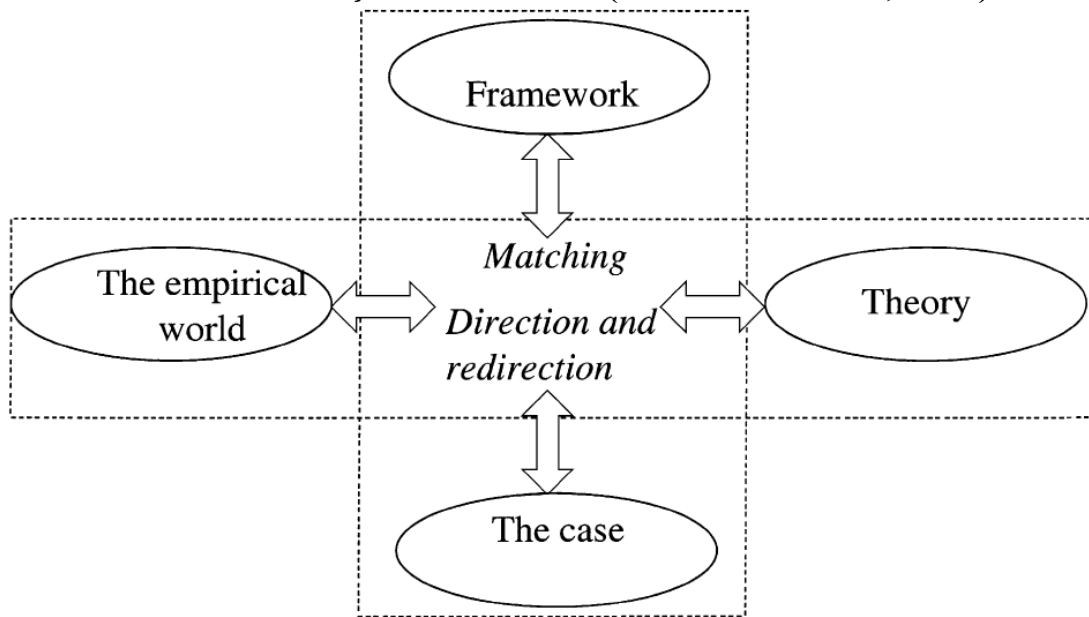 Framework
Matching
The empirical
world
Direction and
redirection
Theory
The case